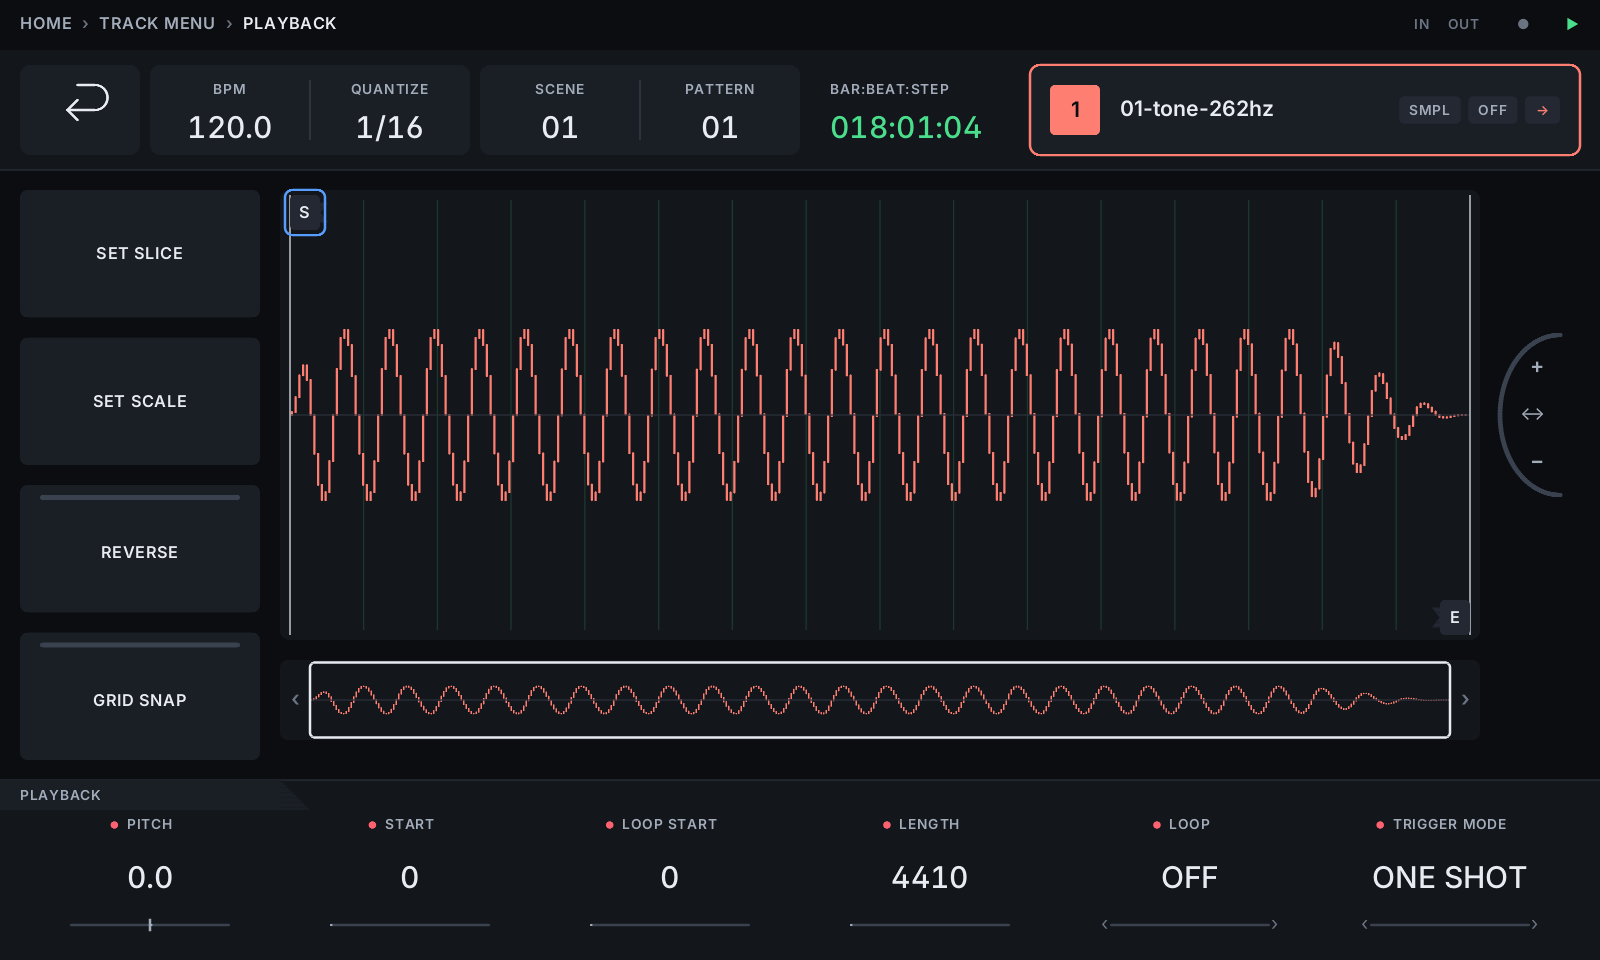 HOME › TRACK MENU › PLAYBACK
IN OUT
BPM
120.0
QUANTIZE
1/16
SCENE
01
PATTERN
01
BAR:BEAT:STEP
018:01:04
1
01-tone-262hz
SMPL OFF →
SET SLICE
SET SCALE
REVERSE
GRID SNAP
S
E
+
↔
−
‹ ›
PLAYBACK
PITCH
0.0
START
0
LOOP START
0
LENGTH
4410
LOOP
OFF
TRIGGER MODE
ONE SHOT